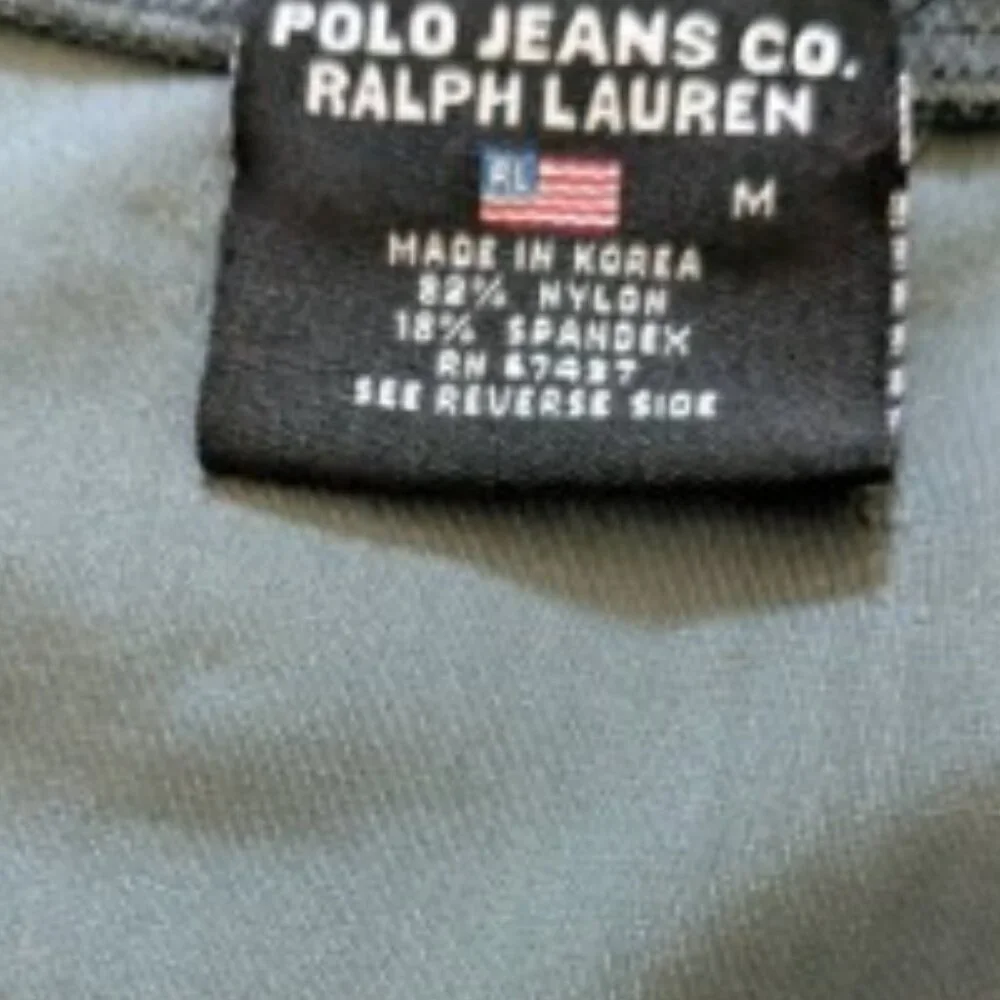 POLO JEANS CO.
RALPH LAUREN
RL
M
MADE IN KOREA
82% NYLON
18% SPANDEX
RN 67437
SEE REVERSE SIDE